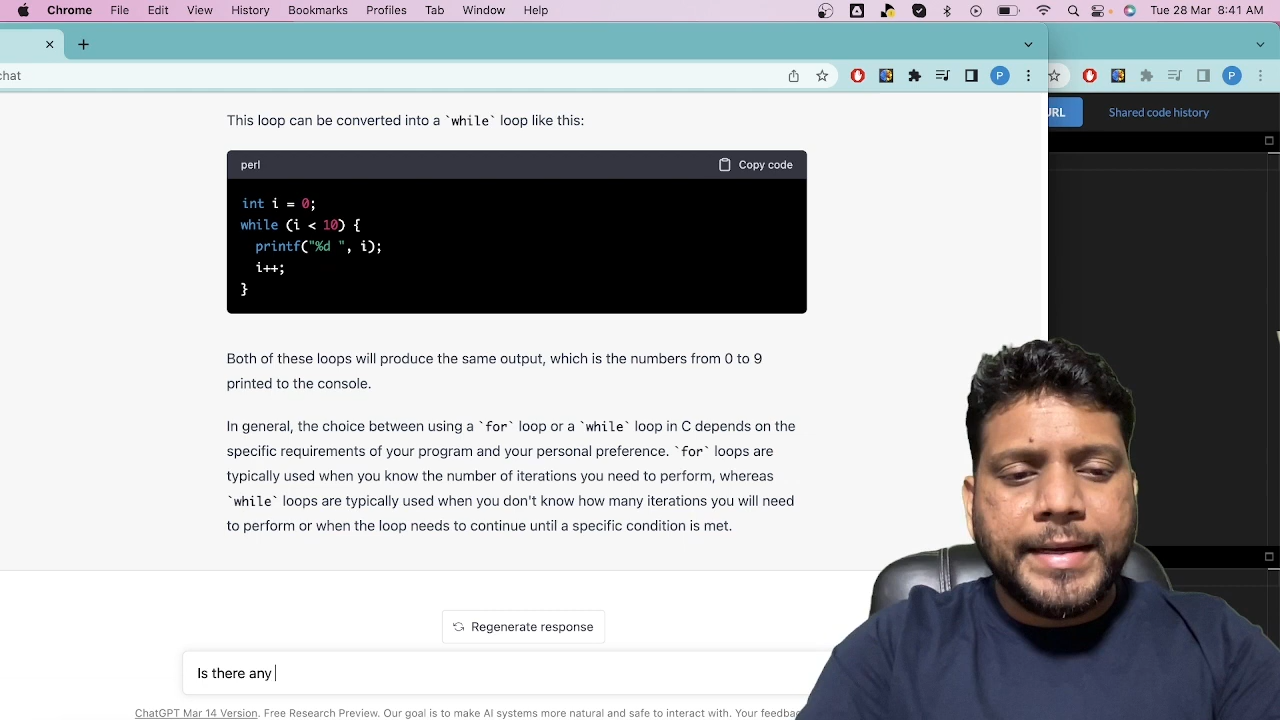 Chrome File Edit View History Bookmarks Profiles Tab Window Help Tue 28 Mar 8:41 AM
chat P P
URL Shared code history
This loop can be converted into a `while` loop like this:
perl Copy code
int i = 0;
while (i < 10) {
printf("%d ", i);
i++;
}
Both of these loops will produce the same output, which is the numbers from 0 to 9
printed to the console.
In general, the choice between using a `for` loop or a `while` loop in C depends on the
specific requirements of your program and your personal preference. `for` loops are
typically used when you know the number of iterations you need to perform, whereas
`while` loops are typically used when you don't know how many iterations you will need
to perform or when the loop needs to continue until a specific condition is met.
Regenerate response
Is there any
ChatGPT Mar 14 Version. Free Research Preview. Our goal is to make AI systems more natural and safe to interact with. Your